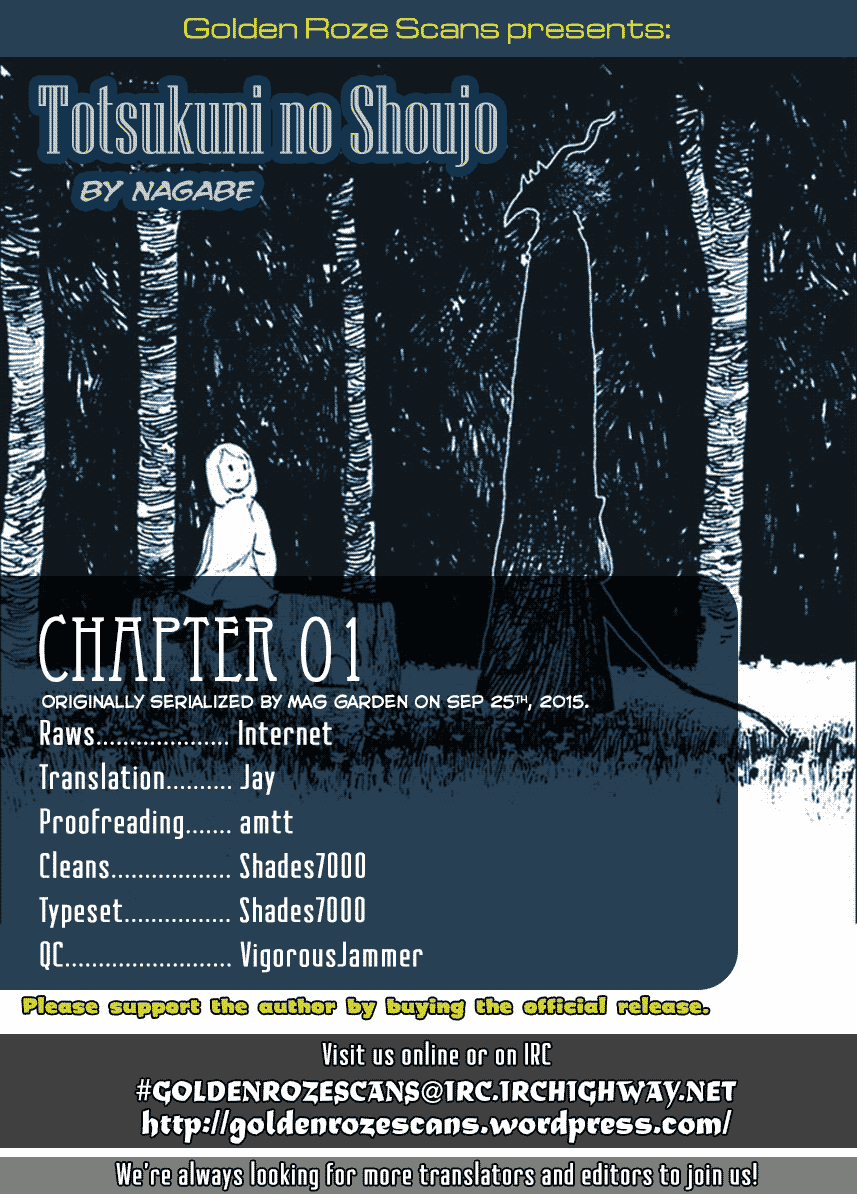 Golden Roze Scans presents:
Totsukuni no Shoujo
BY NAGABE
CHAPTER 01
ORIGINALLY SERIALIZED BY MAG GARDEN ON SEP 25TH, 2015.
Raws.................... Internet
Translation.......... Jay
Proofreading....... amtt
Cleans.................. Shades7000
Typeset................ Shades7000
QC......................... VigorousJammer
Please support the author by buying the official release.
Visit us online or on IRC
#GOLDENROZESCANS@IRC.IRCHIGHWAY.NET
http://goldenrozescans.wordpress.com/
We're always looking for more translators and editors to join us!